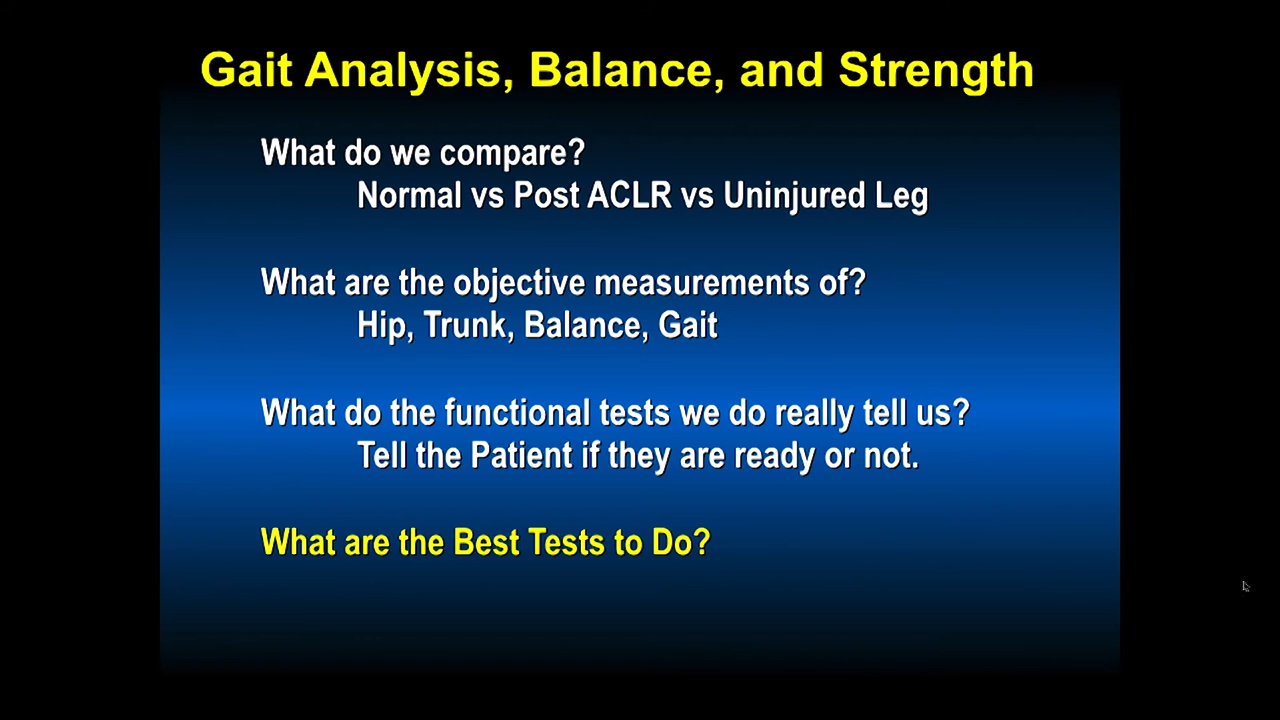 Gait Analysis, Balance, and Strength
What do we compare?
Normal vs Post ACLR vs Uninjured Leg
What are the objective measurements of?
Hip, Trunk, Balance, Gait
What do the functional tests we do really tell us?
Tell the Patient if they are ready or not.
What are the Best Tests to Do?